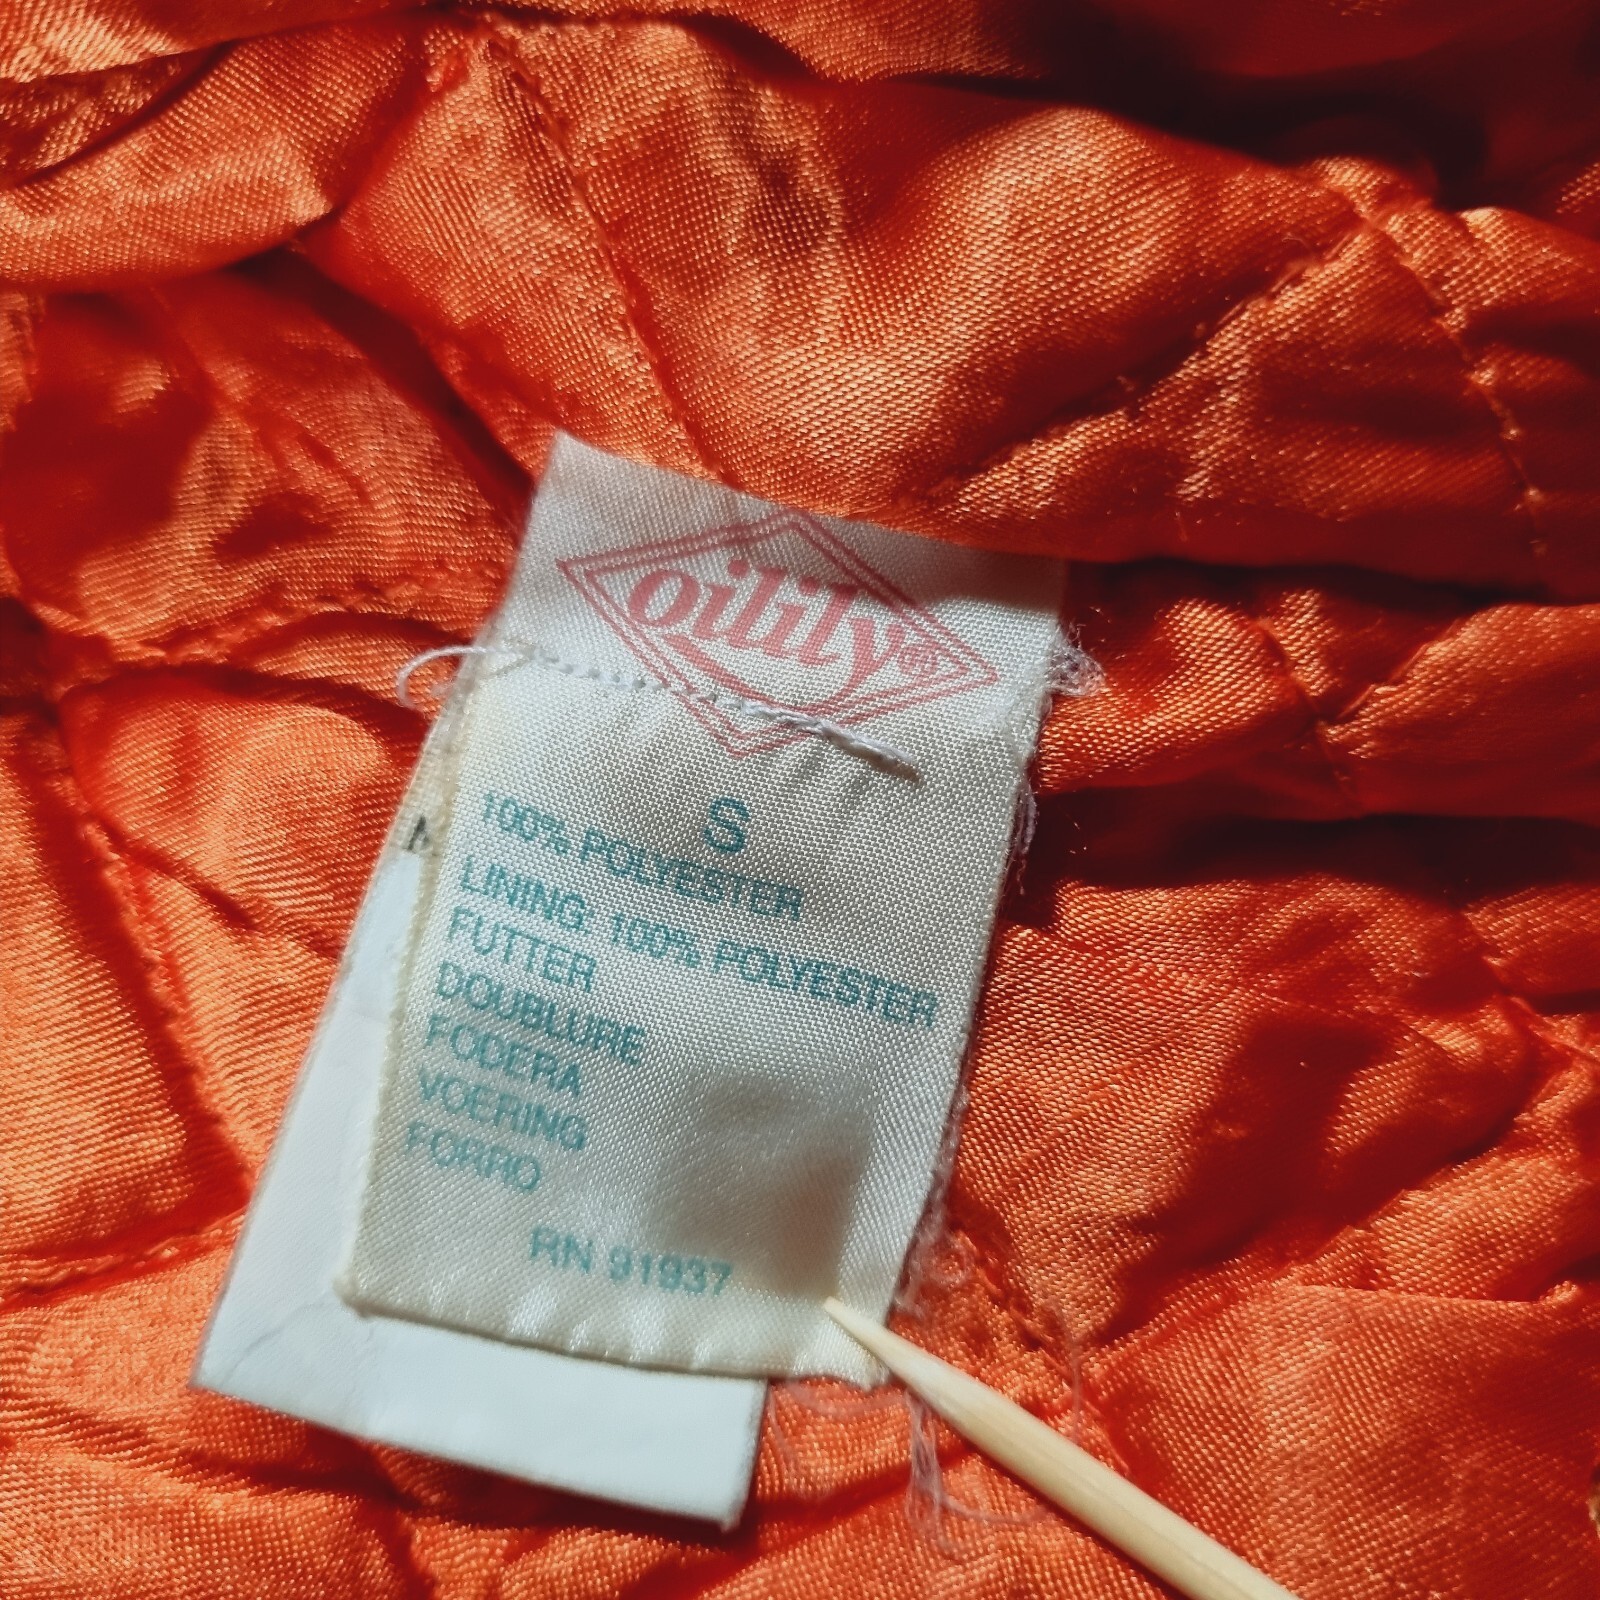 oilily®
S
100% POLYESTER
LINING: 100% POLYESTER
FUTTER
DOUBLURE
FODERA
VOERING
FORRO
RN 91937